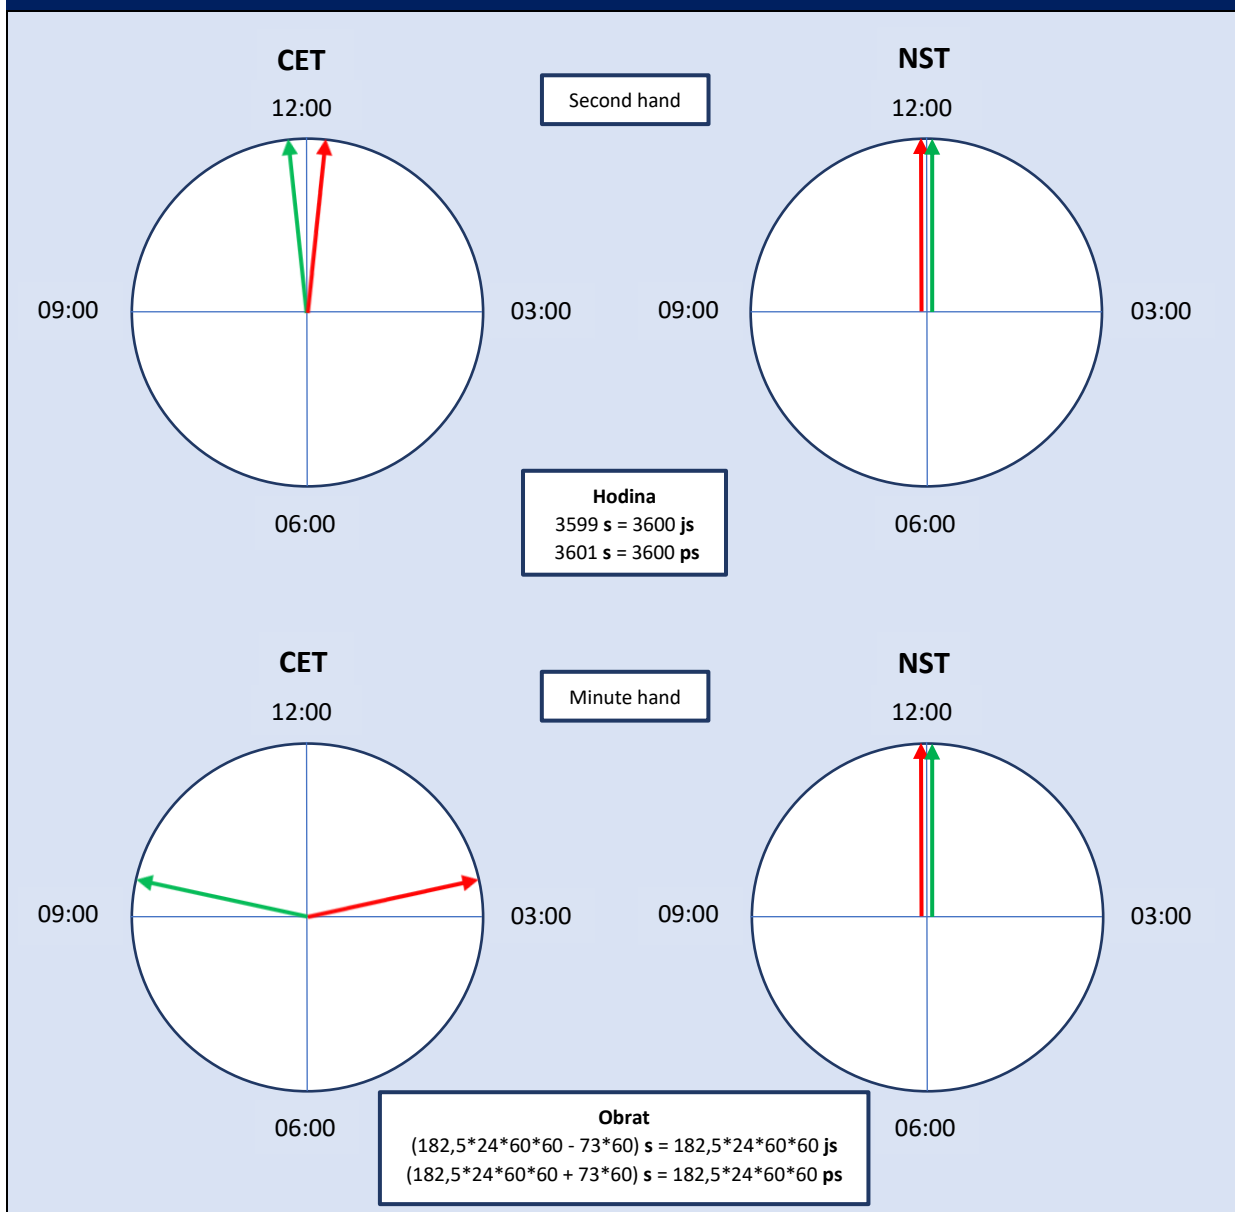 CET
NST
Second hand
12:00
12:00
09:00
03:00
09:00
03:00
06:00
06:00
Hodina
3599 s = 3600 js
3601 s = 3600 ps
CET
NST
Minute hand
12:00
12:00
09:00
03:00
09:00
03:00
06:00
06:00
Obrat
(182,5*24*60*60 - 73*60) s = 182,5*24*60*60 js
(182,5*24*60*60 + 73*60) s = 182,5*24*60*60 ps